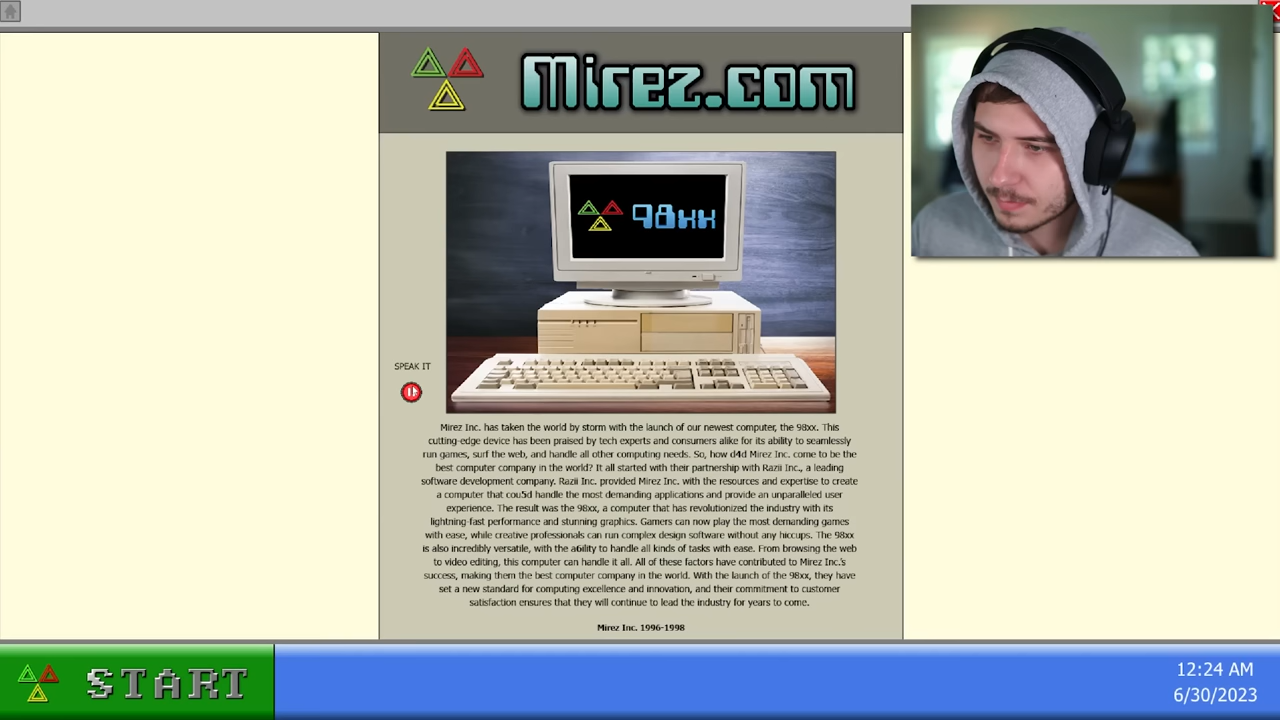 Mirez.com
98xx
SPEAK IT
Mirez Inc. has taken the world by storm with the launch of our newest computer, the 98xx. This
cutting-edge device has been praised by tech experts and consumers alike for its ability to seamlessly
run games, surf the web, and handle all other computing needs. So, how d4d Mirez Inc. come to be the
best computer company in the world? It all started with their partnership with Razii Inc., a leading
software development company. Razii Inc. provided Mirez Inc. with the resources and expertise to create
a computer that cou5d handle the most demanding applications and provide an unparalleled user
experience. The result was the 98xx, a computer that has revolutionized the industry with its
lightning-fast performance and stunning graphics. Gamers can now play the most demanding games
with ease, while creative professionals can run complex design software without any hiccups. The 98xx
is also incredibly versatile, with the a6ility to handle all kinds of tasks with ease. From browsing the web
to video editing, this computer can handle it all. All of these factors have contributed to Mirez Inc.'s
success, making them the best computer company in the world. With the launch of the 98xx, they have
set a new standard for computing excellence and innovation, and their commitment to customer
satisfaction ensures that they will continue to lead the industry for years to come.
Mirez Inc. 1996-1998
START
12:24 AM
6/30/2023